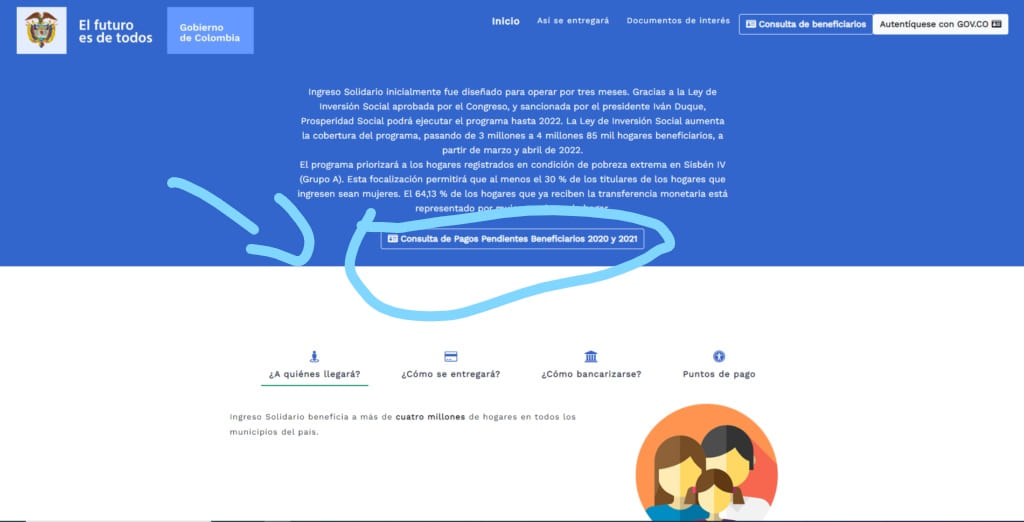 El futuro
es de todos
Gobierno
de Colombia
Inicio
Así se entregará
Documentos de interés
Consulta de beneficiarios
Autentíquese con GOV.CO
Ingreso Solidario inicialmente fue diseñado para operar por tres meses. Gracias a la Ley de
Inversión Social aprobada por el Congreso, y sancionada por el presidente Iván Duque,
Prosperidad Social podrá ejecutar el programa hasta 2022. La Ley de Inversión Social aumenta
la cobertura del programa, pasando de 3 millones a 4 millones 85 mil hogares beneficiarios, a
partir de marzo y abril de 2022.
El programa priorizará a los hogares registrados en condición de pobreza extrema en Sisbén IV
(Grupo A). Esta focalización permitirá que al menos el 30 % de los titulares de los hogares que
ingresen sean mujeres. El 64,13 % de los hogares que ya reciben la transferencia monetaria está
representado por
Consulta de Pagos Pendientes Beneficiarios 2020 y 2021
¿A quiénes llegará?
¿Cómo se entregará?
¿Cómo bancarizarse?
Puntos de pago
Ingreso Solidario beneficia a más de cuatro millones de hogares en todos los
municipios del país.